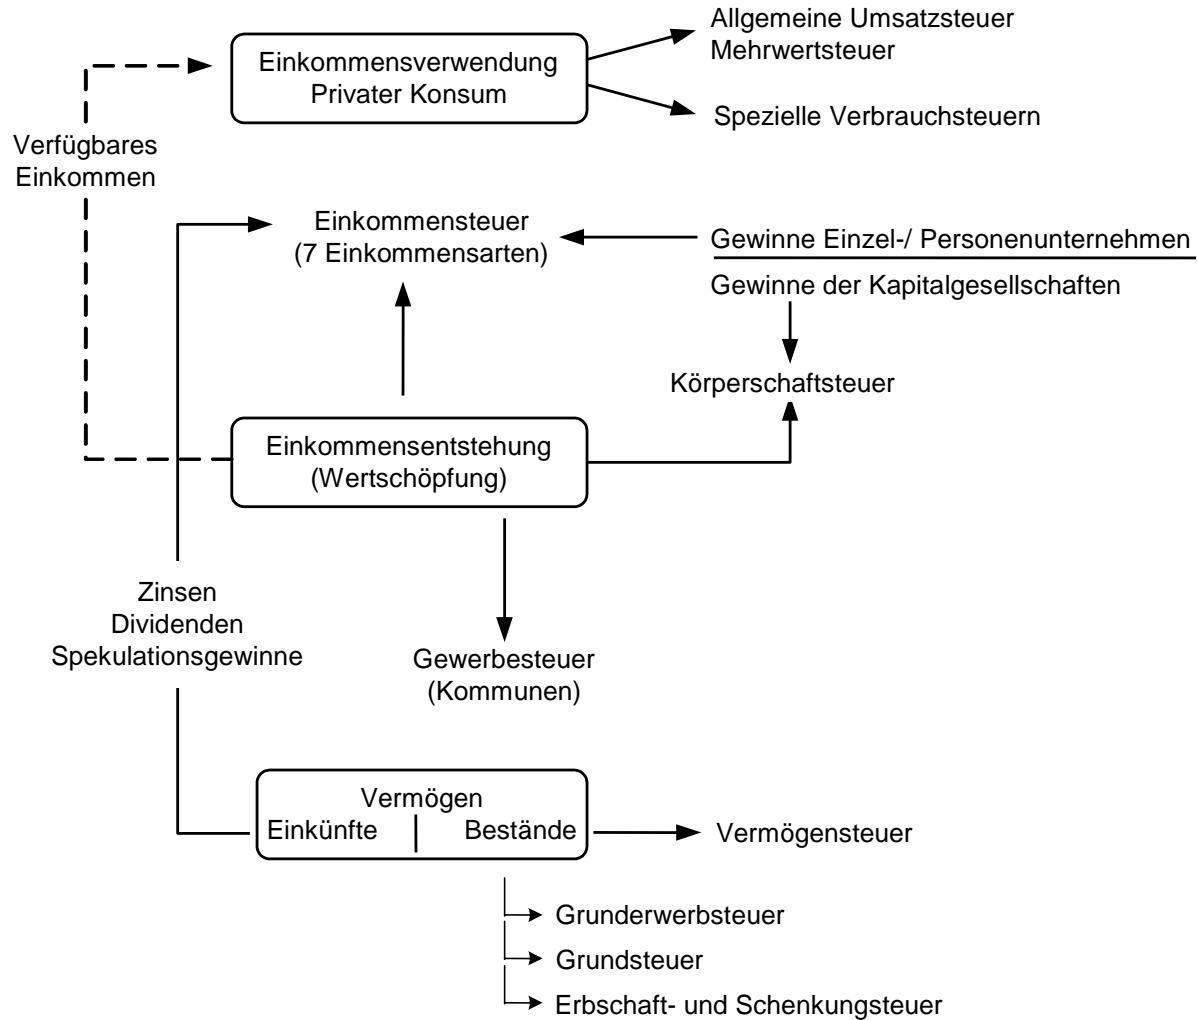 Allgemeine Umsatzsteuer
Mehrwertsteuer
Einkommensverwendung
Privater Konsum
Spezielle Verbrauchsteuern
Verfügbares
Einkommen
Einkommensteuer
(7 Einkommensarten)
Gewinne Einzel-/ Personenunternehmen
Gewinne der Kapitalgesellschaften
Körperschaftsteuer
Einkommensentstehung
(Wertschöpfung)
Zinsen
Dividenden
Spekulationsgewinne
Gewerbesteuer
(Kommunen)
Vermögen
Einkünfte | Bestände
Vermögensteuer
Grunderwerbsteuer
Grundsteuer
Erbschaft- und Schenkungsteuer